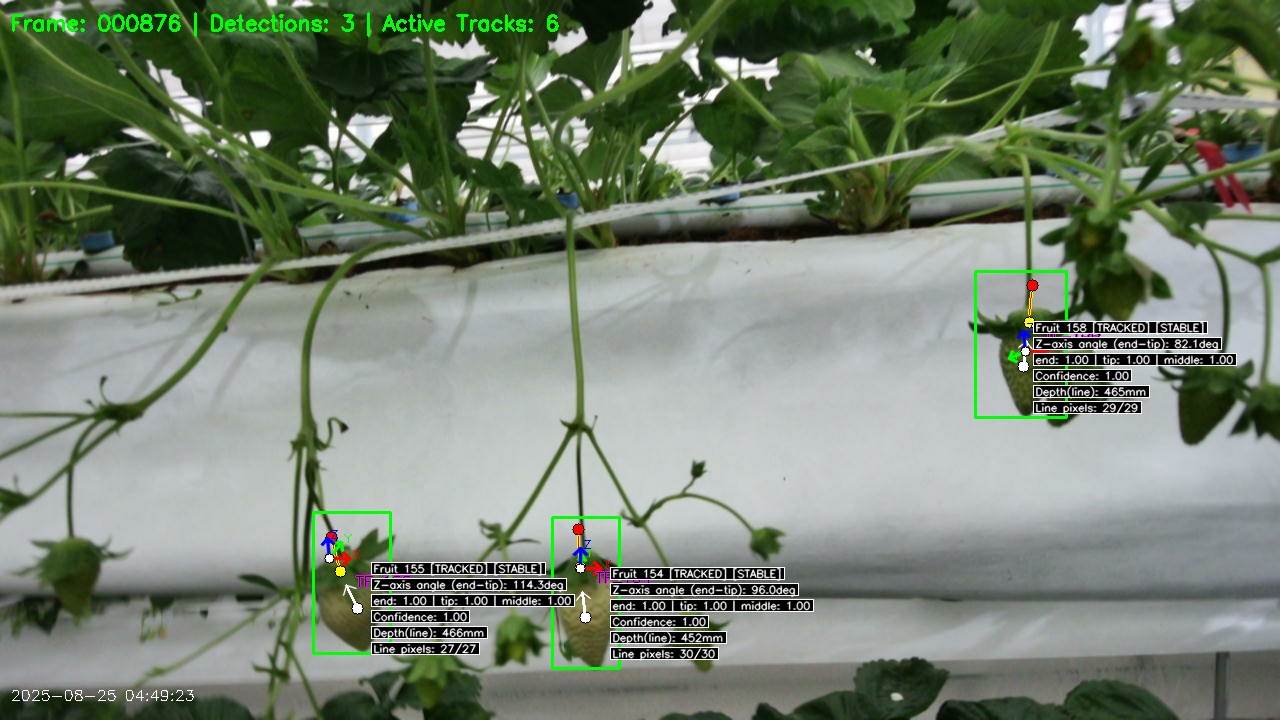 Frame: 000876 | Detections: 3 | Active Tracks: 6
Fruit 158 [TRACKED] [STABLE]
Z-axis angle (end-tip): 82.1deg
end: 1.00 | tip: 1.00 | middle: 1.00
Confidence: 1.00
Depth(line): 465mm
Line pixels: 29/29
Fruit 155 [TRACKED] [STABLE]
Z-axis angle (end-tip): 114.3deg
end: 1.00 | tip: 1.00 | middle: 1.00
Confidence: 1.00
Depth(line): 466mm
Line pixels: 27/27
Z
Fruit 154 [TRACKED] [STABLE]
Z-axis angle (end-tip): 96.0deg
end: 1.00 | tip: 1.00 | middle: 1.00
Confidence: 1.00
Depth(line): 452mm
Line pixels: 30/30
2025-08-25 04:49:23